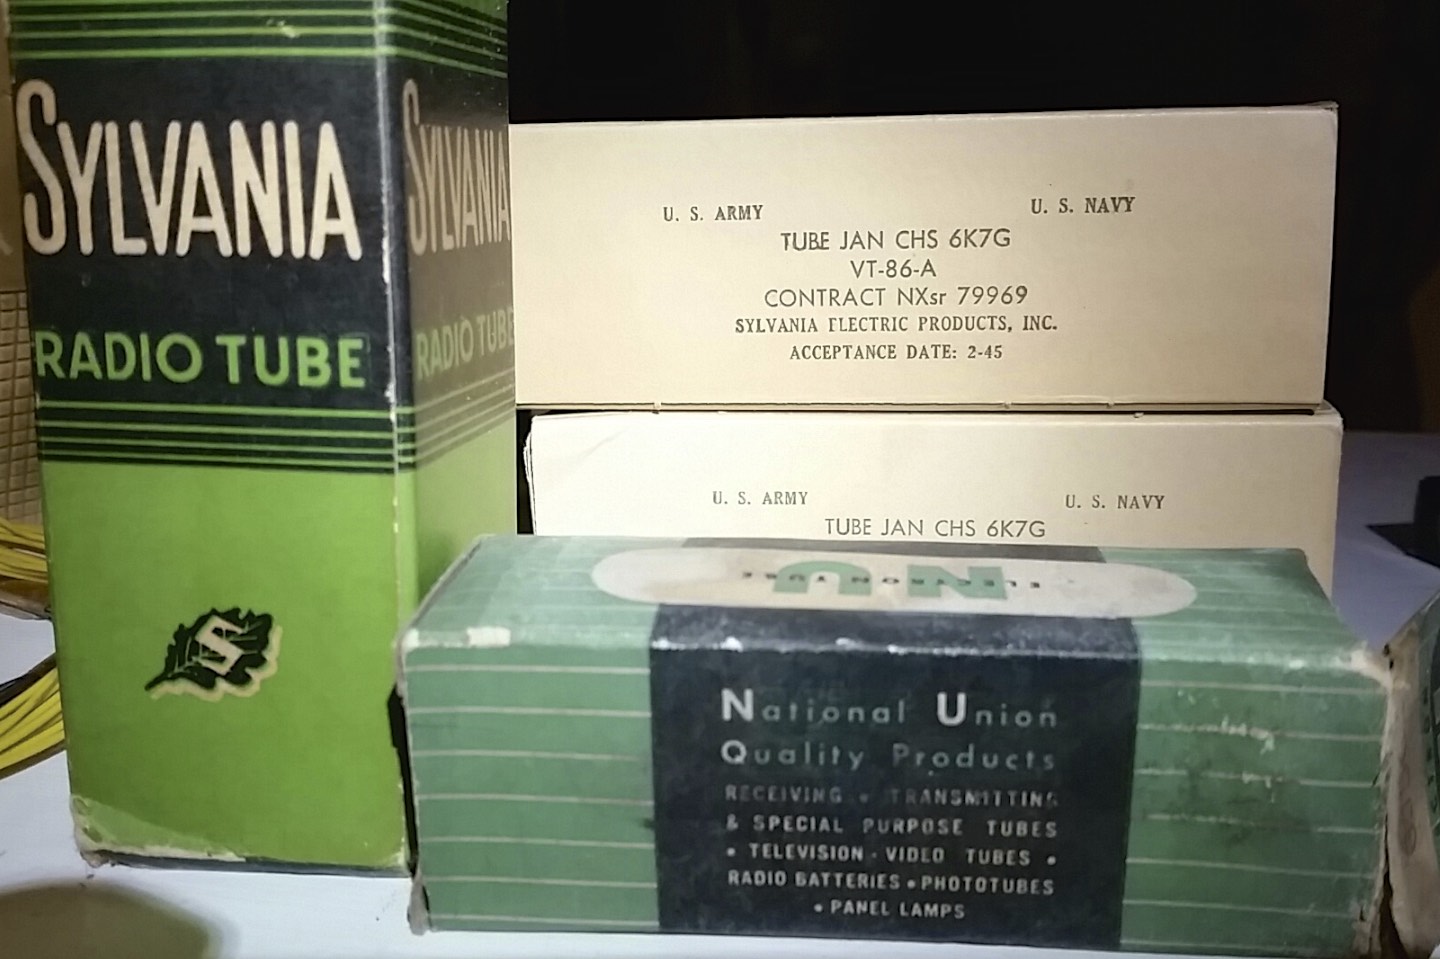 SYLVANIA
RADIO TUBE
S
SYLVANIA
RADIO TUBE
U. S. ARMY U. S. NAVY
TUBE JAN CHS 6K7G
VT-86-A
CONTRACT NXsr 79969
SYLVANIA ELECTRIC PRODUCTS, INC.
ACCEPTANCE DATE: 2-45
U. S. ARMY U. S. NAVY
TUBE JAN CHS 6K7G
NU
ELECTRON TUBE
National Union
Quality Products
RECEIVING • TRANSMITTING
& SPECIAL PURPOSE TUBES
• TELEVISION - VIDEO TUBES •
RADIO BATTERIES • PHOTOTUBES
• PANEL LAMPS